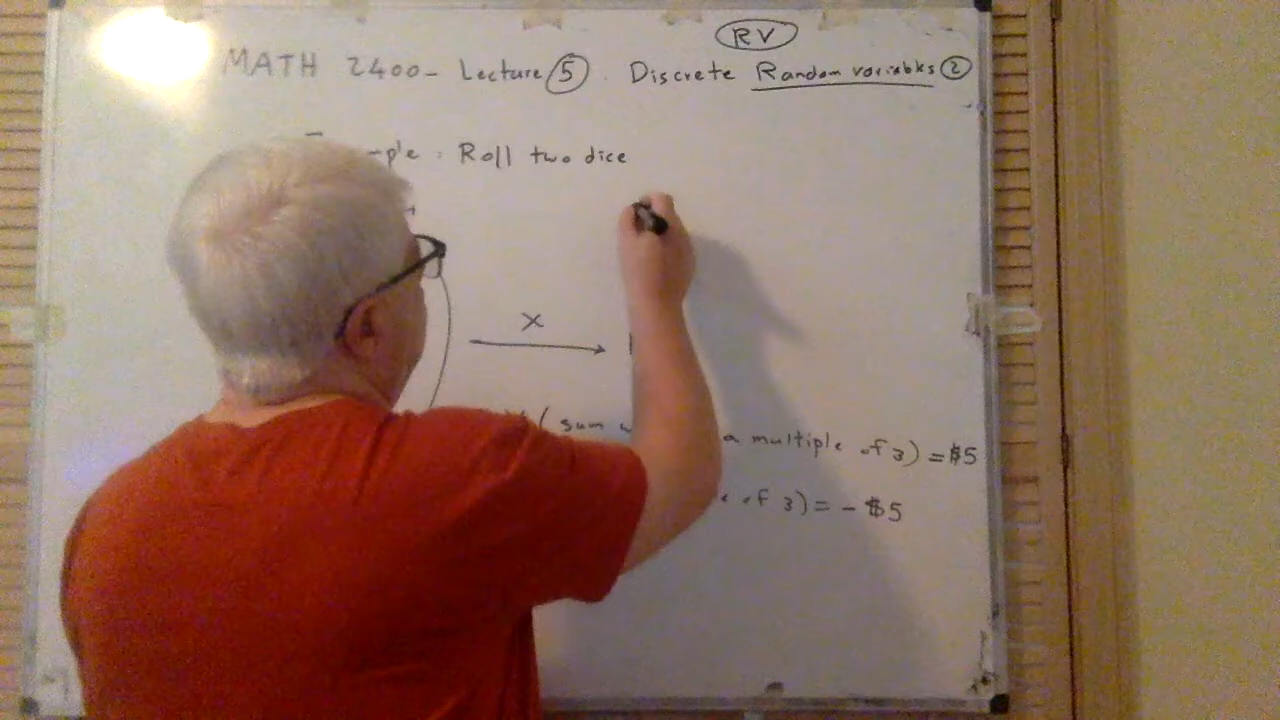 RV
MATH 2400- Lecture 5. Discrete Random variables 2
: Roll two dice
X
( sum
a multiple of 3) = $5
of 3) = - $5